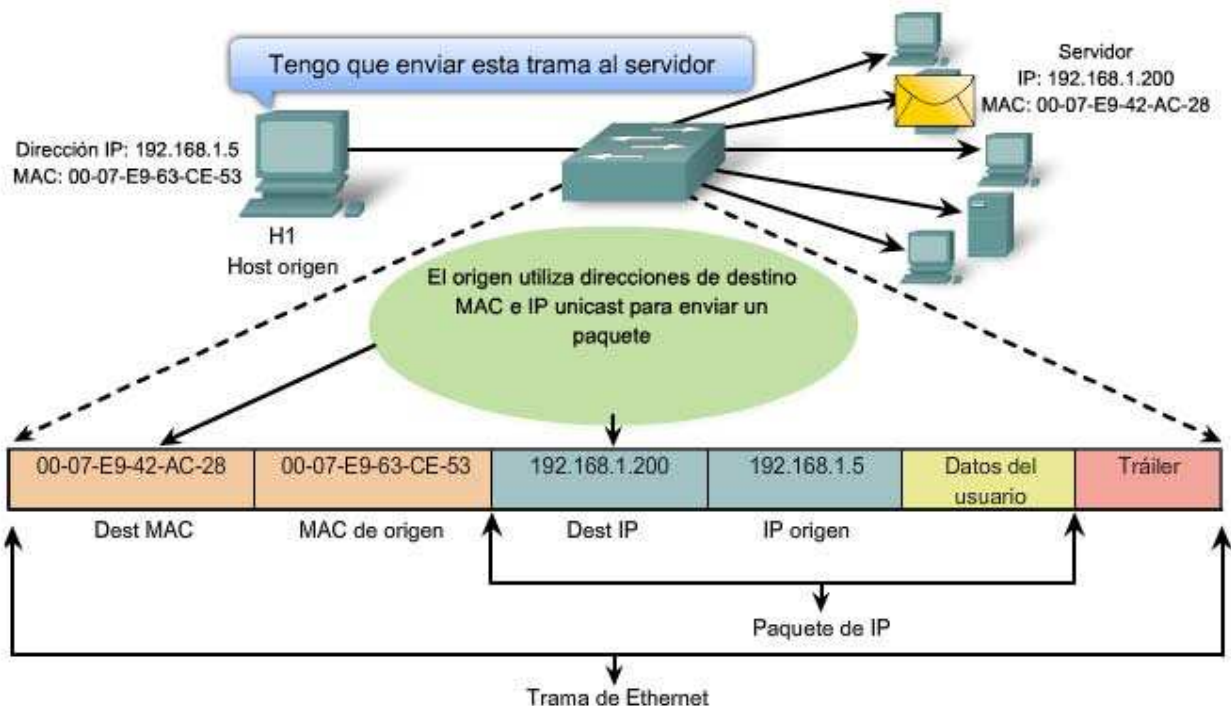 Tengo que enviar esta trama al servidor
Servidor
IP: 192.168.1.200
MAC: 00-07-E9-42-AC-28
Dirección IP: 192.168.1.5
MAC: 00-07-E9-63-CE-53
H1
Host origen
El origen utiliza direcciones de destino
MAC e IP unicast para enviar un
paquete
00-07-E9-42-AC-28
00-07-E9-63-CE-53
192.168.1.200
192.168.1.5
Datos del
usuario
Tráiler
Dest MAC
MAC de origen
Dest IP
IP origen
Paquete de IP
Trama de Ethernet